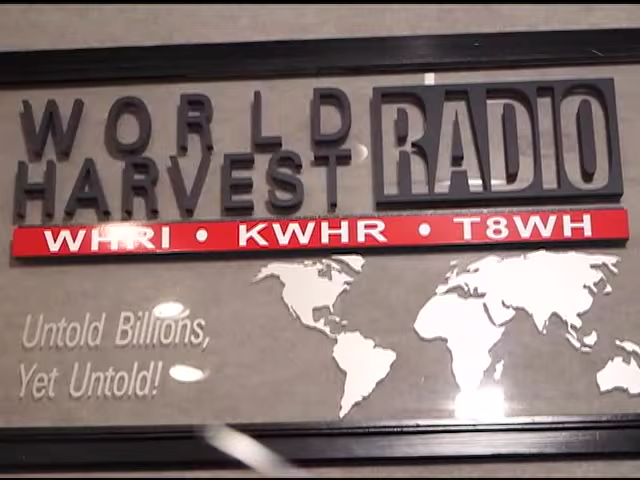 WORLD
HARVEST RADIO
WHRI • KWHR • T8WH
Untold Billions,
Yet Untold!